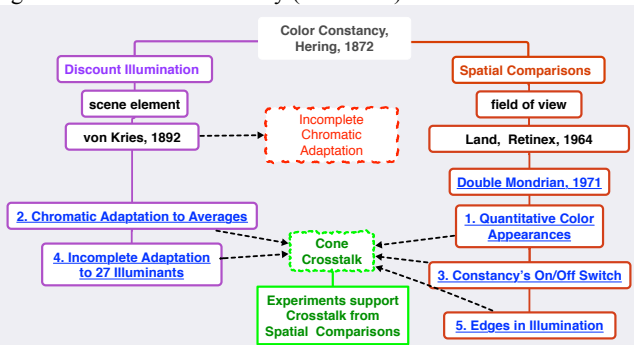 Color Constancy,
Hering, 1872
Discount Illumination
Spatial Comparisons
scene element
field of view
von Kries, 1892
Incomplete
Chromatic
Adaptation
Land, Retinex, 1964
Double Mondrian, 1971
2. Chromatic Adaptation to Averages
1. Quantitative Color
Appearances
Cone
Crosstalk
4. Incomplete Adaptation
to 27 Illuminants
3. Constancy's On/Off Switch
Experiments support
Crosstalk from
Spatial Comparisons
5. Edges in Illumination